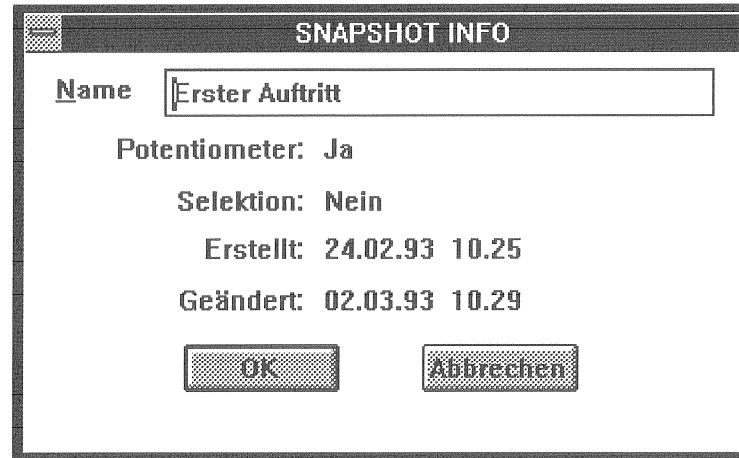 SNAPSHOT INFO
Name Erster Auftritt
Potentiometer: Ja
Selektion: Nein
Erstellt: 24.02.93 10.25
Geändert: 02.03.93 10.29
OK Abbrechen